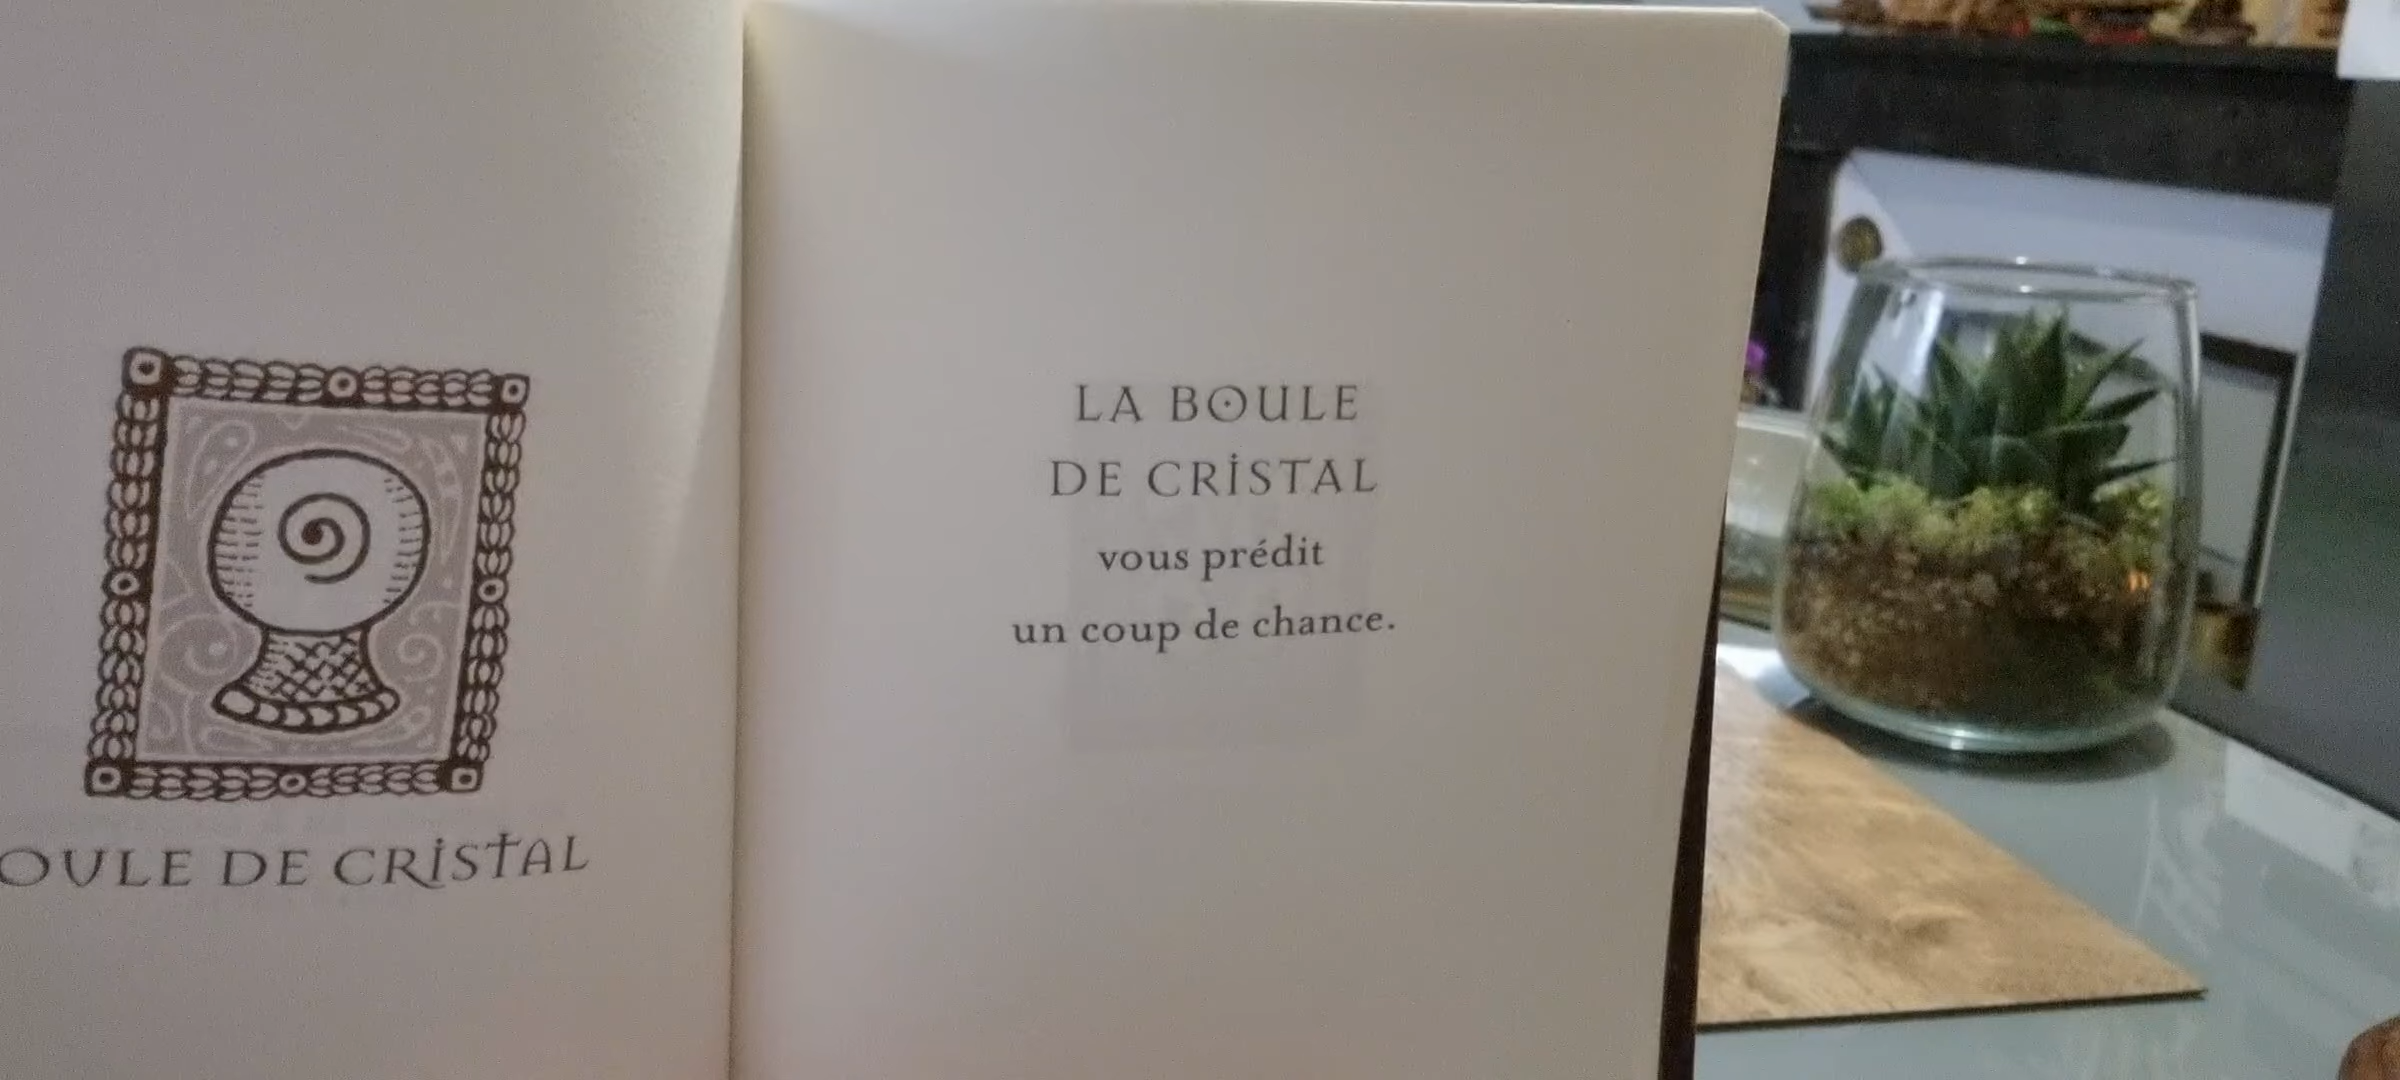 OULE DE CRISTAL
LA BOULE
DE CRISTAL
vous prédit
un coup de chance.